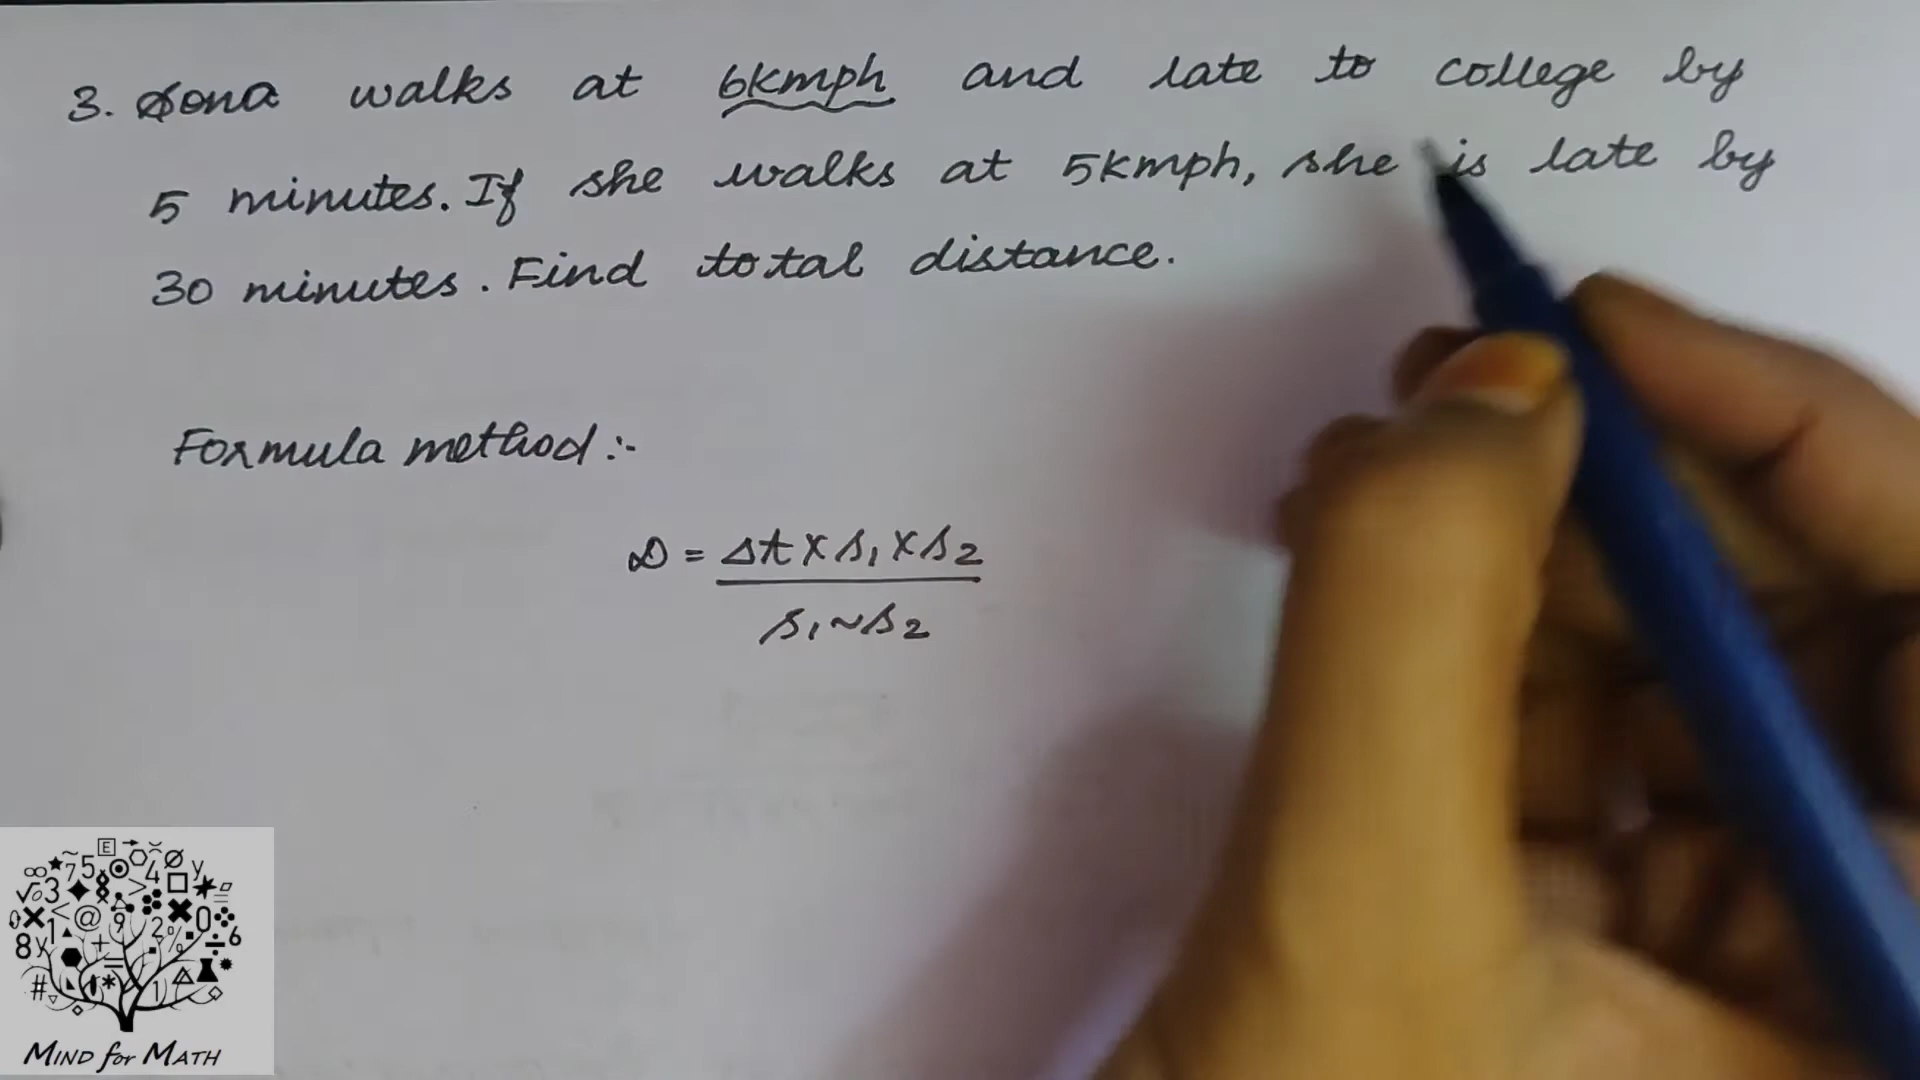 3. Sona walks at 6kmph and late to college by
5 minutes. If she walks at 5kmph, she is late by
30 minutes. Find total distance.
Formula method :-
D = Δt x s₁ x s₂
s₁ ~ s₂
MIND for MATH